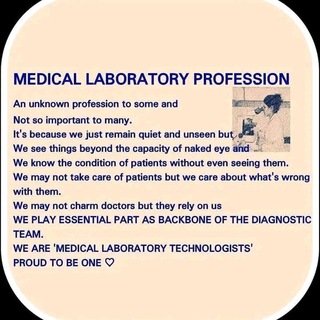 MEDICAL LABORATORY PROFESSION
An unknown profession to some and
Not so important to many.
It's because we just remain quiet and unseen but
We see things beyond the capacity of naked eye and
We know the condition of patients without even seeing them.
We may not take care of patients but we care about what's wrong
with them.
We may not charm doctors but they rely on us
WE PLAY ESSENTIAL PART AS BACKBONE OF THE DIAGNOSTIC
TEAM.
WE ARE 'MEDICAL LABORATORY TECHNOLOGISTS'
PROUD TO BE ONE ♡